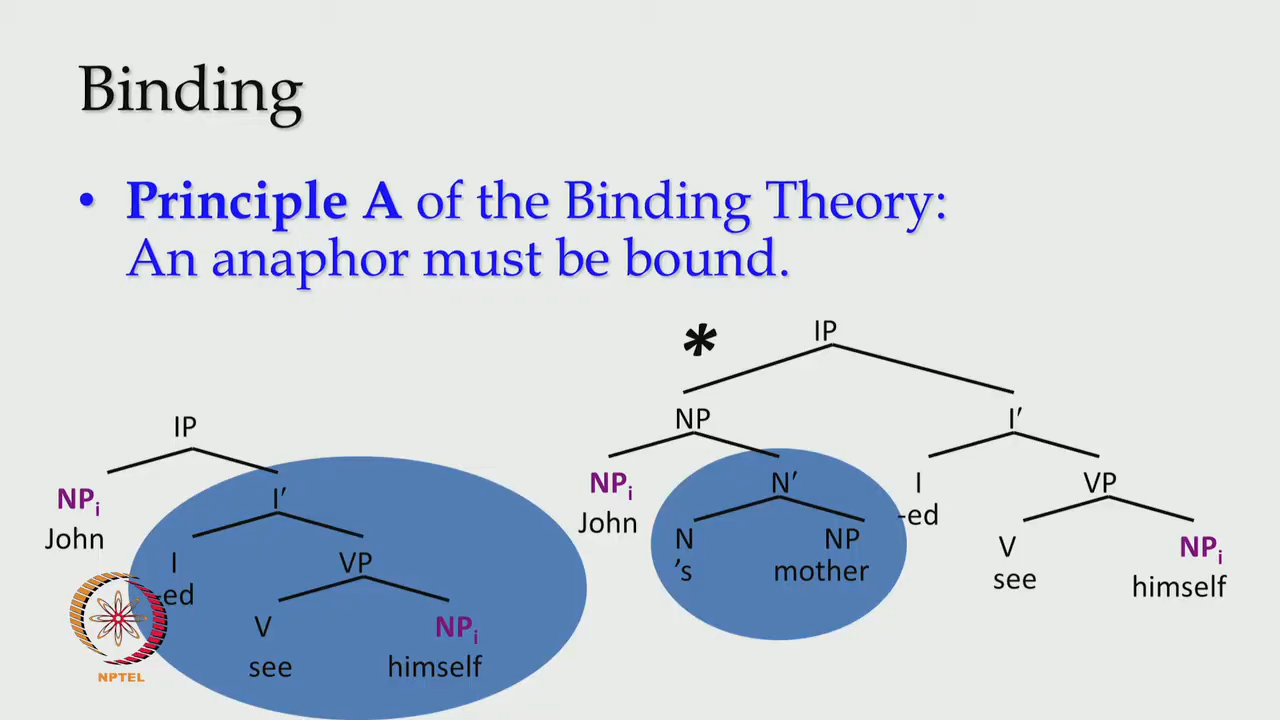 Binding
• Principle A of the Binding Theory:
An anaphor must be bound.
IP
NPi
John
I′
I
-ed
VP
V
see
NPi
himself
*
IP
NP
NPi
John
N′
N
’s
NP
mother
I′
I
-ed
VP
V
see
NPi
himself
NPTEL